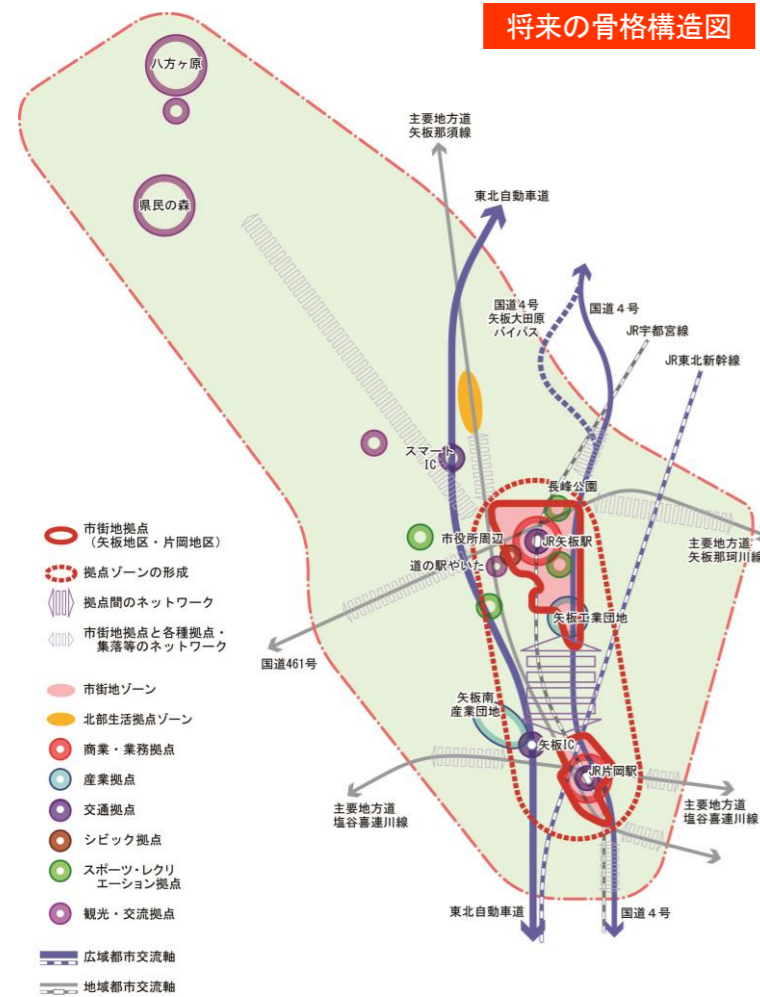 将来の骨格構造図
八方ヶ原
主要地方道
矢板那須線
東北自動車道
県民の森
国道4号
矢板大田原
バイパス
国道4号
JR宇都宮線
JR東北新幹線
スマート
IC
長峰公園
市役所周辺
JR矢板駅
主要地方道
矢板那珂川線
道の駅やいた
矢板工業団地
国道461号
矢板南
産業団地
矢板IC
JR片岡駅
主要地方道
塩谷喜連川線
主要地方道
塩谷喜連川線
東北自動車道
国道4号
市街地拠点
(矢板地区・片岡地区)
拠点ゾーンの形成
拠点間のネットワーク
市街地拠点と各種拠点・
集落等のネットワーク
市街地ゾーン
北部生活拠点ゾーン
商業・業務拠点
産業拠点
交通拠点
シビック拠点
スポーツ・レクリ
エーション拠点
観光・交流拠点
広域都市交流軸
地域都市交流軸